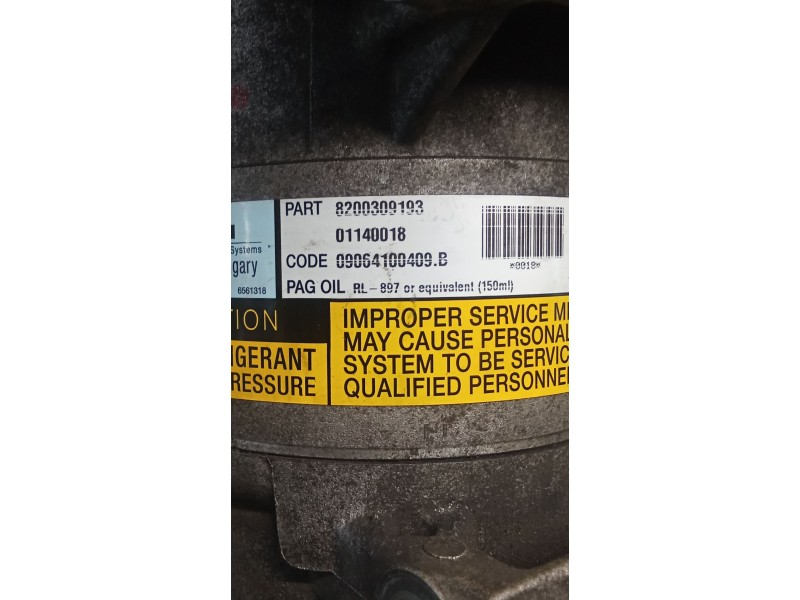 PART 8200309193
01140018
CODE 09064100409.B
PAG OIL RL-897 or equivalent (150ml)
Systems
gary
6561318
*0018*
TION
IGERANT
RESSURE
IMPROPER SERVICE M
MAY CAUSE PERSONAL
SYSTEM TO BE SERVIC
QUALIFIED PERSONNE